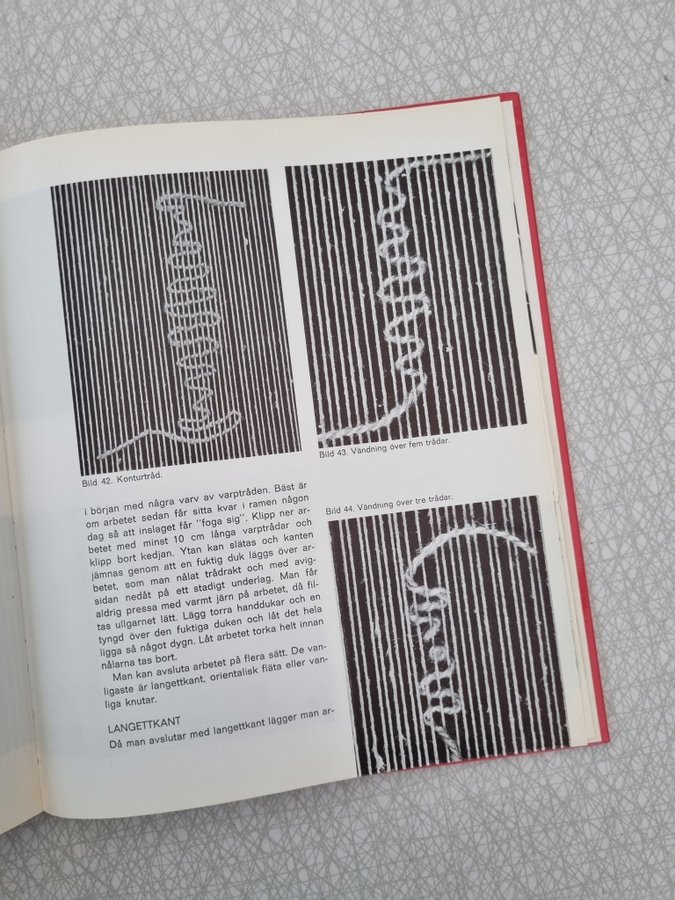 Bild 42. Konturtråd.
Bild 43. Vändning över fem trådar.
Bild 44. Vändning över tre trådar.
i början med några varv av varptråden. Bäst är
om arbetet sedan får sitta kvar i ramen någon
dag så att inslaget får "foga sig". Klipp ner ar-
betet med minst 10 cm långa varptrådar och
klipp bort kedjan. Ytan kan slätas och kanten
jämnas genom att en fuktig duk läggs över ar-
betet, som man nålat trådrakt och med avig-
sidan nedåt på ett stadigt underlag. Man får
aldrig pressa med varmt järn på arbetet, då fil-
tas ullgarnet lätt. Lägg torra handdukar och en
tyngd över den fuktiga duken och låt det hela
ligga så något dygn. Låt arbetet torka helt innan
nålarna tas bort.
Man kan avsluta arbetet på flera sätt. De van-
ligaste är langettkant, orientalisk fläta eller van-
liga knutar.
LANGETTKANT
Då man avslutar med langettkant lägger man ar-